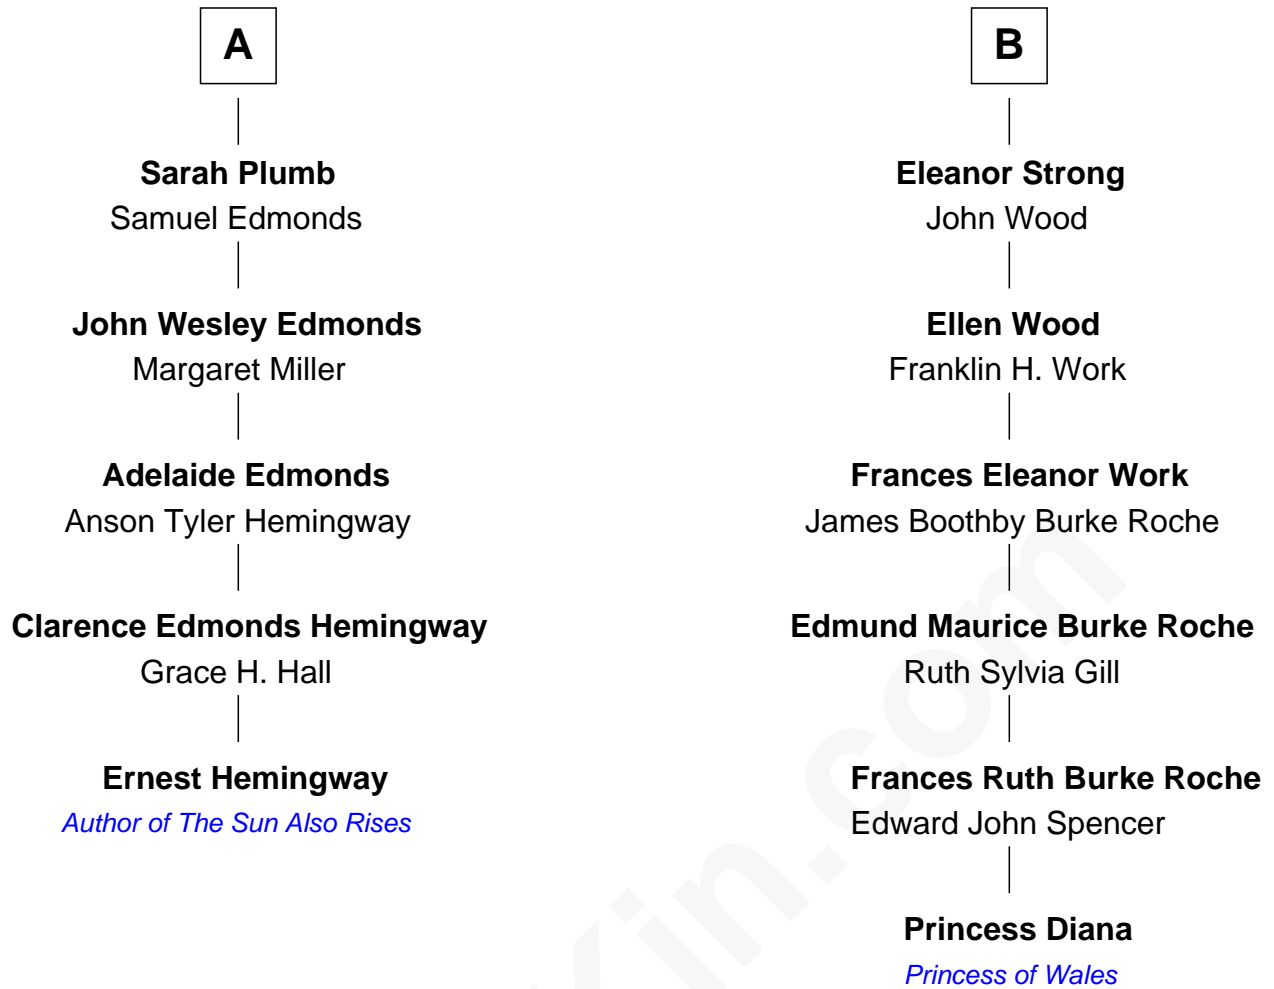 A
Sarah Plumb
Samuel Edmonds
John Wesley Edmonds
Margaret Miller
Adelaide Edmonds
Anson Tyler Hemingway
Clarence Edmonds Hemingway
Grace H. Hall
Ernest Hemingway
Author of The Sun Also Rises
B
Eleanor Strong
John Wood
Ellen Wood
Franklin H. Work
Frances Eleanor Work
James Boothby Burke Roche
Edmund Maurice Burke Roche
Ruth Sylvia Gill
Frances Ruth Burke Roche
Edward John Spencer
Princess Diana
Princess of Wales